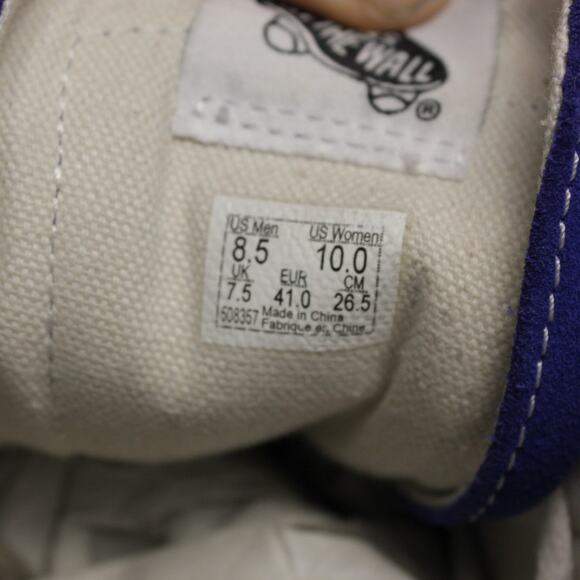 THE WALL
®
US Men US Women
8.5 10.0
UK EUR CM
7.5 41.0 26.5
508357 Made in China
Fabrique en Chine